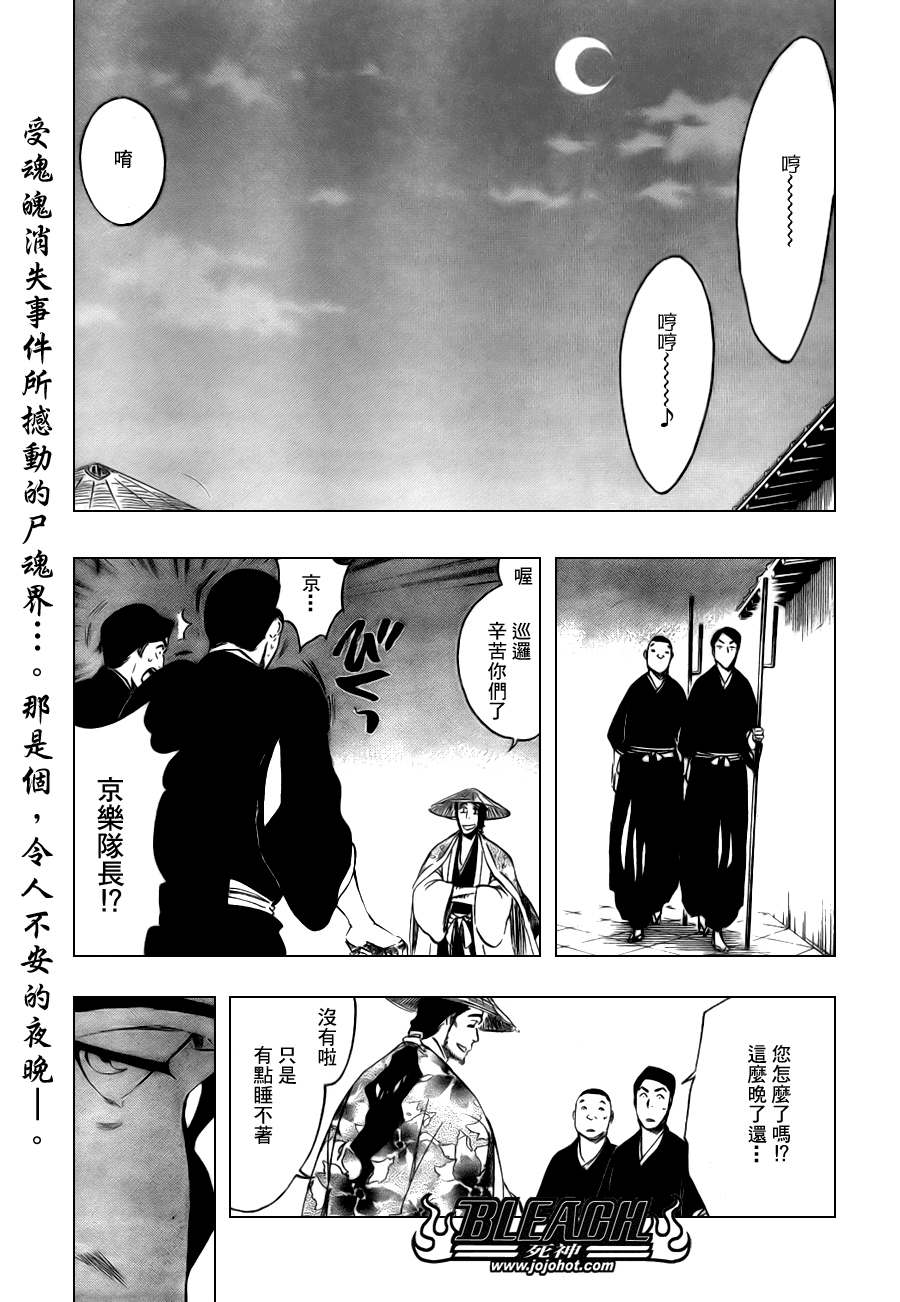 受魂魄消失事件所撼動的尸魂界…。那是個，令人不安的夜晚—。
哼～～～～～
哼哼～～～～♪
唷
喔
巡邏
辛苦你們了
びくっ
京…
京樂隊長!?
您怎麼了嗎!?
這麼晚了還…
沒有啦
只是
有點睡不著
BLEACH
死神
www.jojohot.com